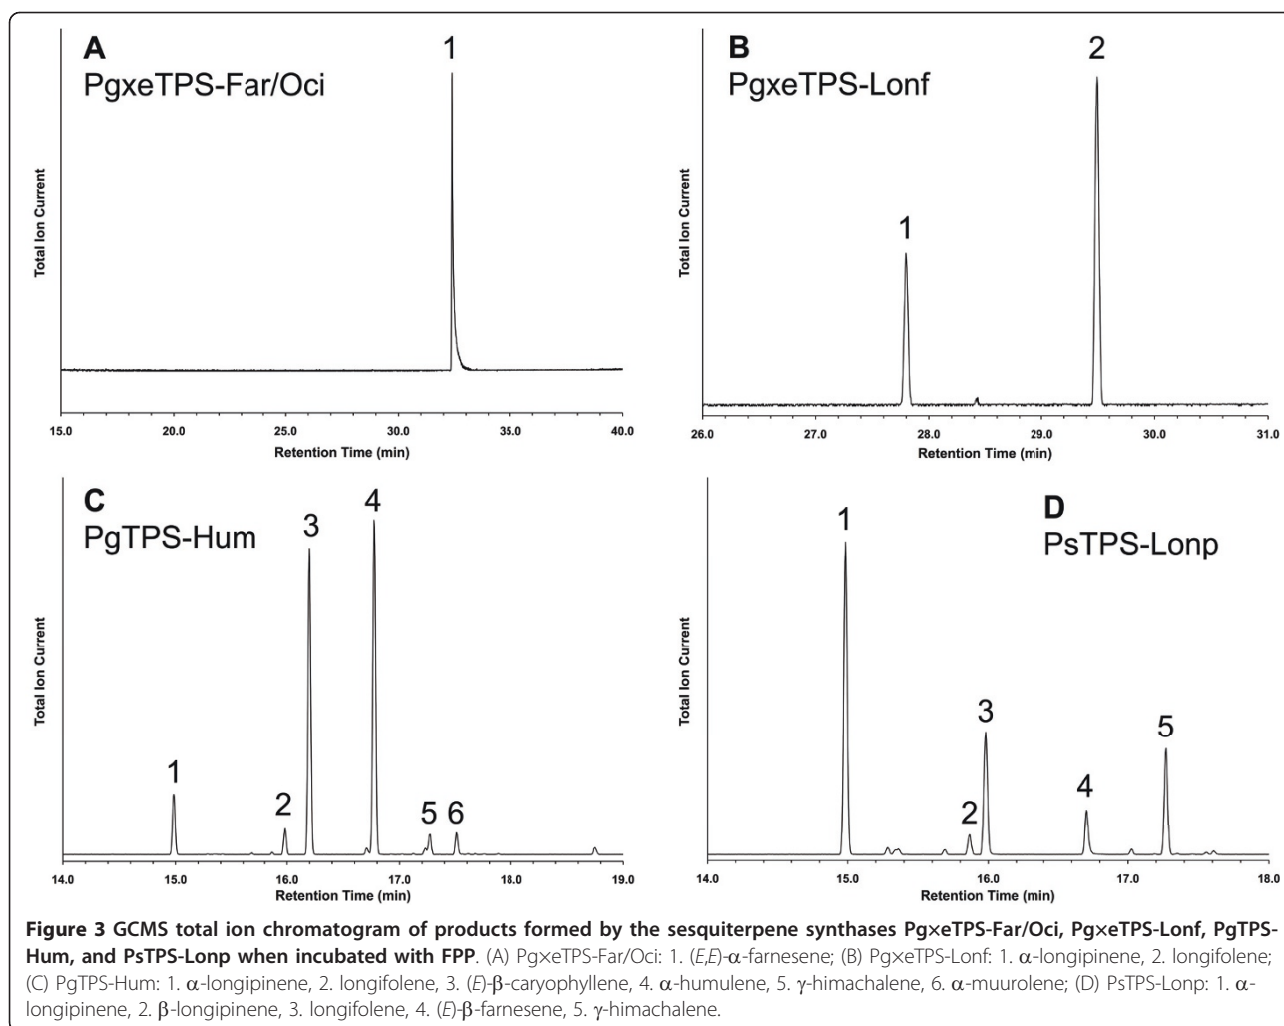 A
PgxeTPS-Far/Oci
1
Total Ion Current
15.0 20.0 25.0 30.0 35.0 40.0
Retention Time (min)
B
PgxeTPS-Lonf
1
2
Total Ion Current
26.0 27.0 28.0 29.0 30.0 31.0
Retention Time (min)
C
PgTPS-Hum
1
2
3
4
5
6
Total Ion Current
14.0 15.0 16.0 17.0 18.0 19.0
Retention Time (min)
D
PsTPS-Lonp
1
2
3
4
5
Total Ion Current
14.0 15.0 16.0 17.0 18.0
Retention Time (min)
Figure 3 GCMS total ion chromatogram of products formed by the sesquiterpene synthases Pg×eTPS-Far/Oci, Pg×eTPS-Lonf, PgTPS-
Hum, and PsTPS-Lonp when incubated with FPP. (A) Pg×eTPS-Far/Oci: 1. (E,E)-α-farnesene; (B) Pg×eTPS-Lonf: 1. α-longipinene, 2. longifolene;
(C) PgTPS-Hum: 1. α-longipinene, 2. longifolene, 3. (E)-β-caryophyllene, 4. α-humulene, 5. γ-himachalene, 6. α-muurolene; (D) PsTPS-Lonp: 1. α-
longipinene, 2. β-longipinene, 3. longifolene, 4. (E)-β-farnesene, 5. γ-himachalene.